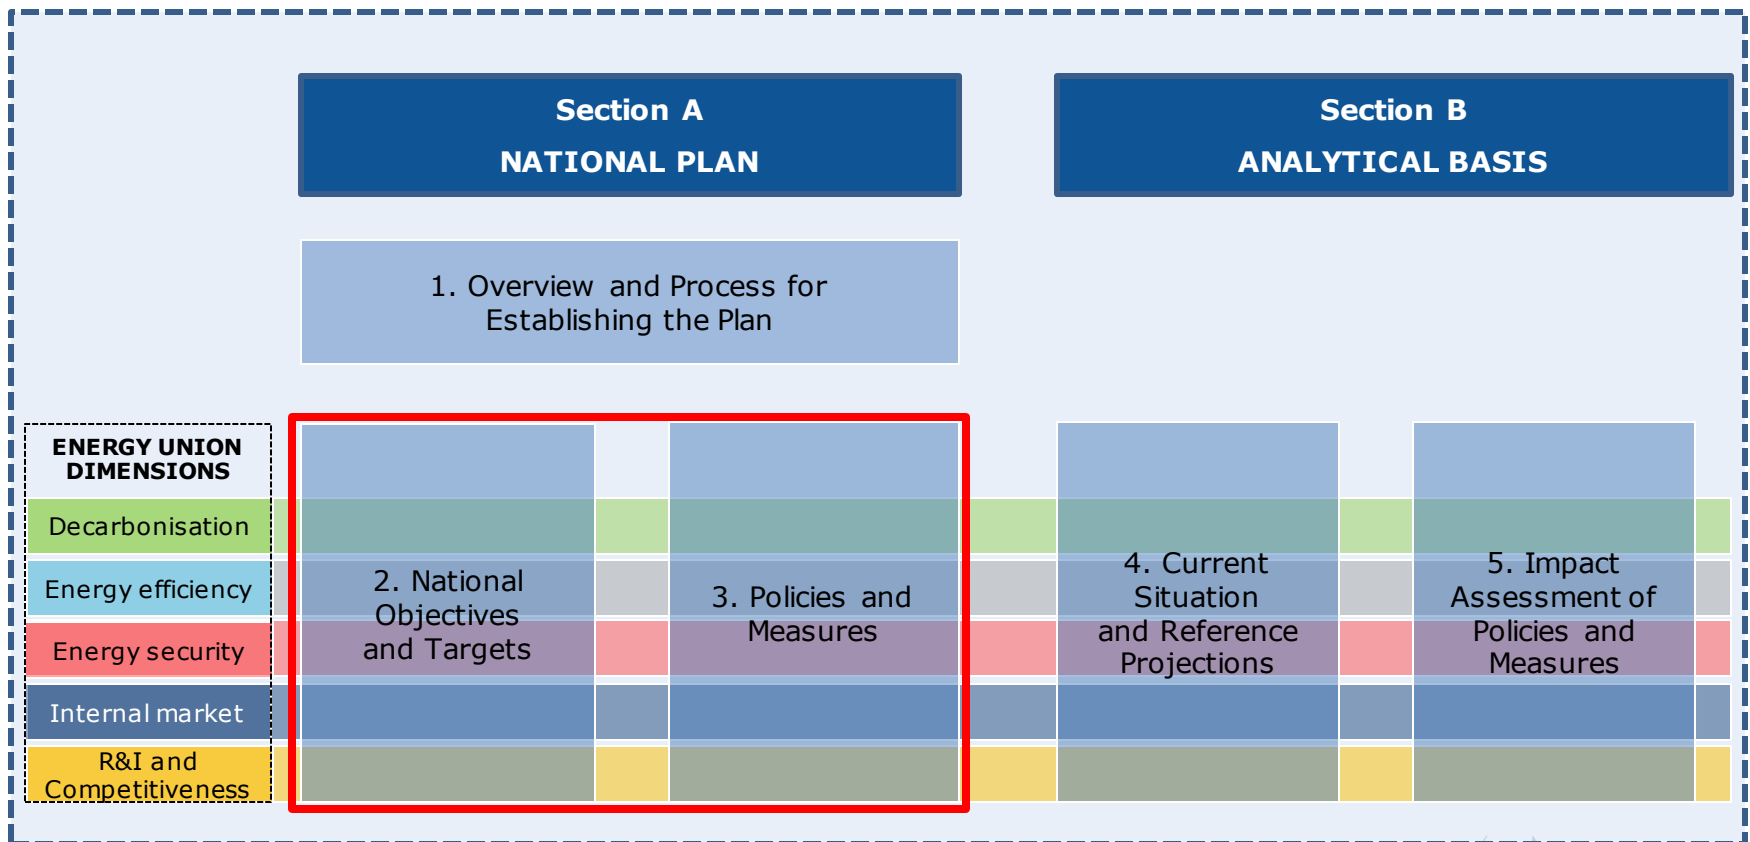 Section A
NATIONAL PLAN
Section B
ANALYTICAL BASIS
1. Overview and Process for
Establishing the Plan
ENERGY UNION
DIMENSIONS
Decarbonisation
Energy efficiency
Energy security
Internal market
R&I and
Competitiveness
2. National
Objectives
and Targets
3. Policies and
Measures
4. Current
Situation
and Reference
Projections
5. Impact
Assessment of
Policies and
Measures